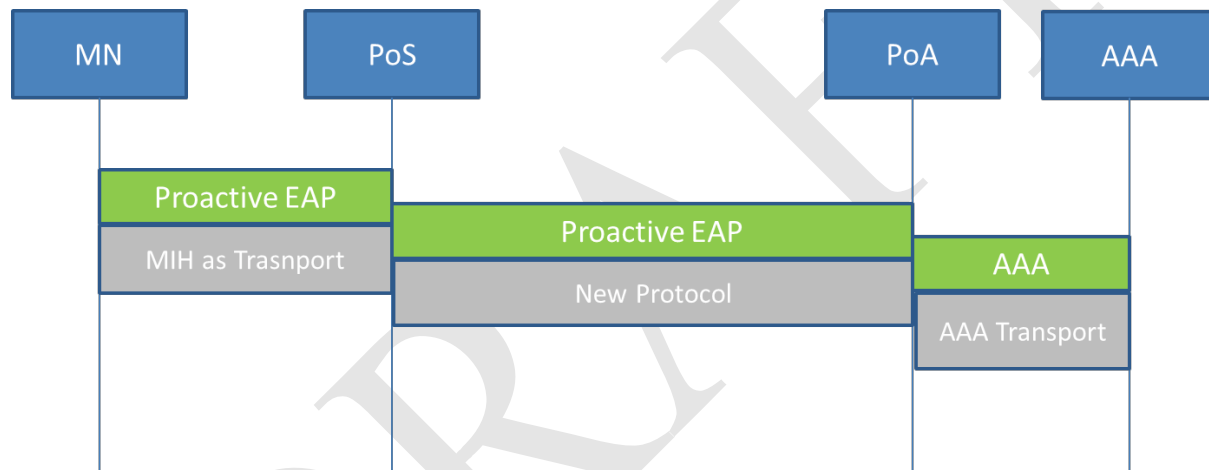 MN
PoS
PoA
AAA
Proactive EAP
MIH as Trasnport
Proactive EAP
New Protocol
AAA
AAA Transport